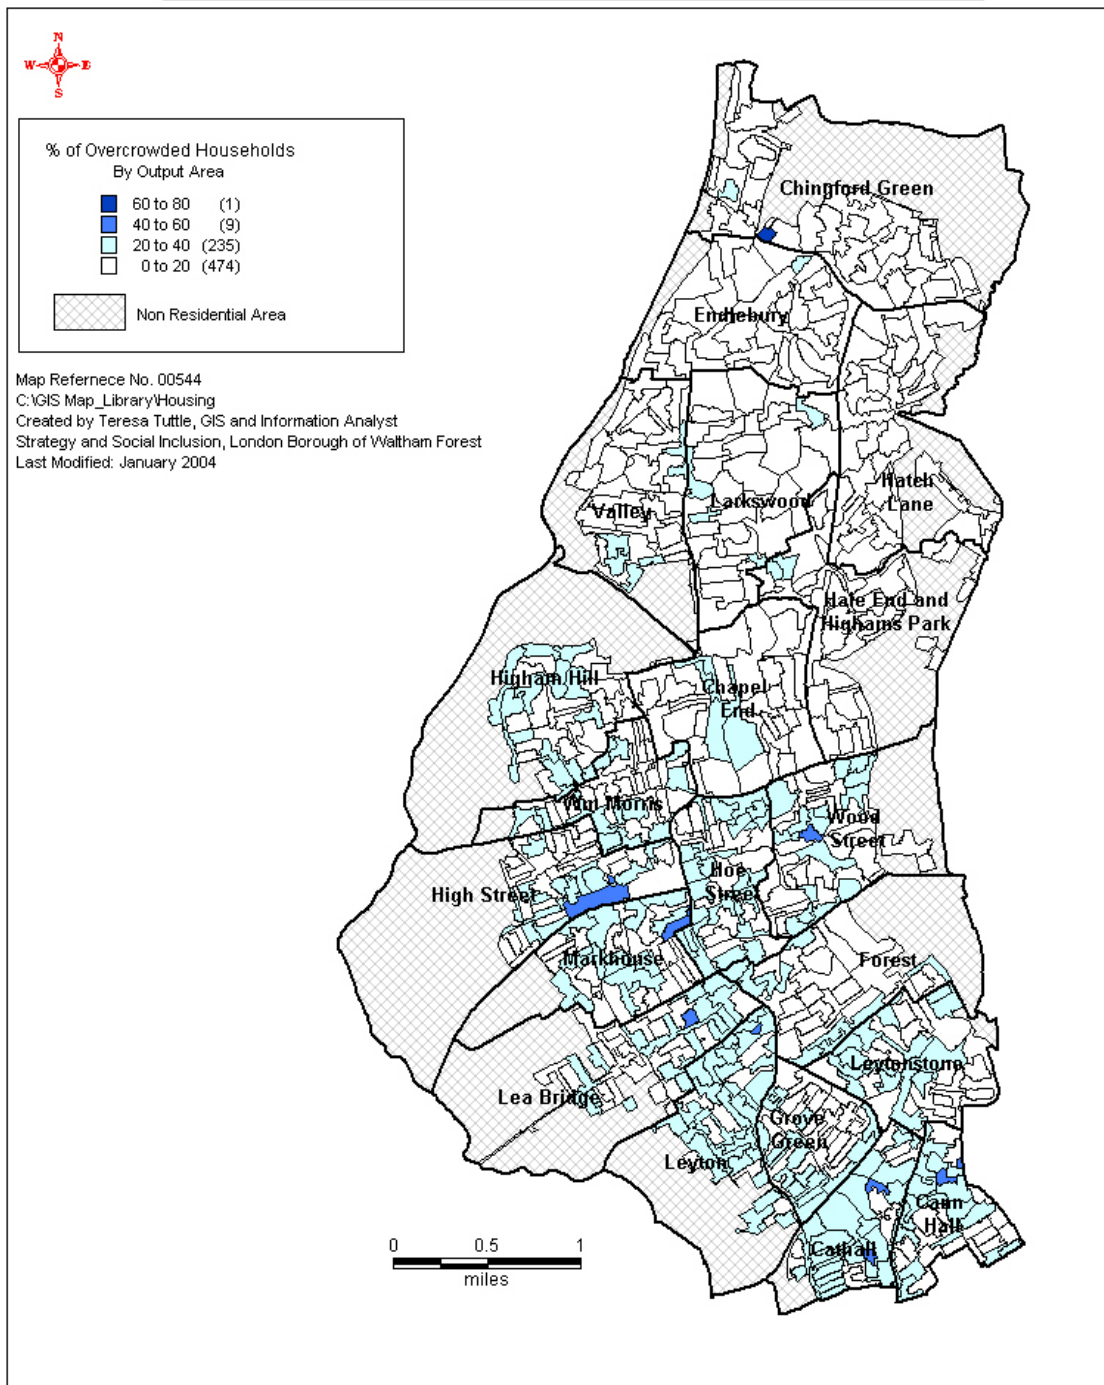 N
W E
S
% of Overcrowded Households
By Output Area
60 to 80 (1)
40 to 60 (9)
20 to 40 (235)
0 to 20 (474)
Non Residential Area
Map Refernece No. 00544
C:\GIS Map_Library\Housing
Created by Teresa Tuttle, GIS and Information Analyst
Strategy and Social Inclusion, London Borough of Waltham Forest
Last Modified: January 2004
Chingford Green
Endlebury
Hatch
Lane
Larkswood
Valley
Hale End and
Highams Park
Higham Hill
Chapel
End
Wm Morris
Wood
Street
Hoe
Street
High Street
Markhouse
Forest
Leytonstone
Lea Bridge
Grove
Green
Leyton
Cann
Hall
Cathall
0 0.5 1
miles